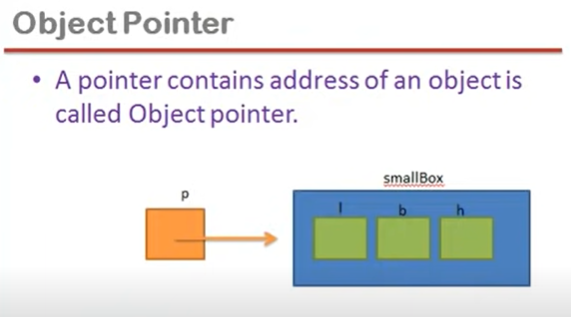 Object Pointer
• A pointer contains address of an object is
called Object pointer.
smallBox
p
l b h